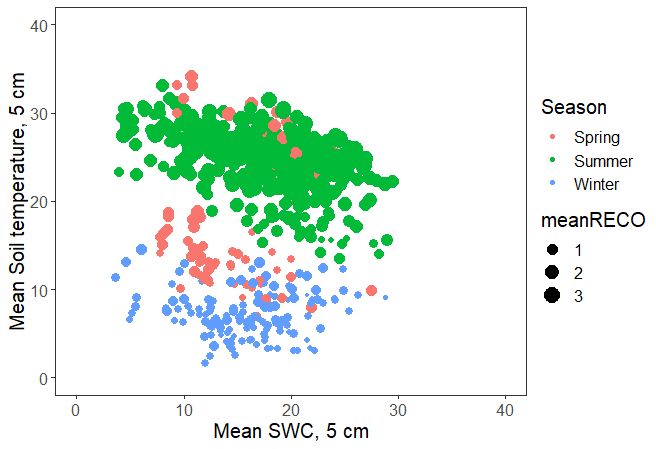 40
30
20
10
0
Mean Soil temperature, 5 cm
0 10 20 30 40
Mean SWC, 5 cm
Season
Spring
Summer
Winter
meanRECO
1
2
3